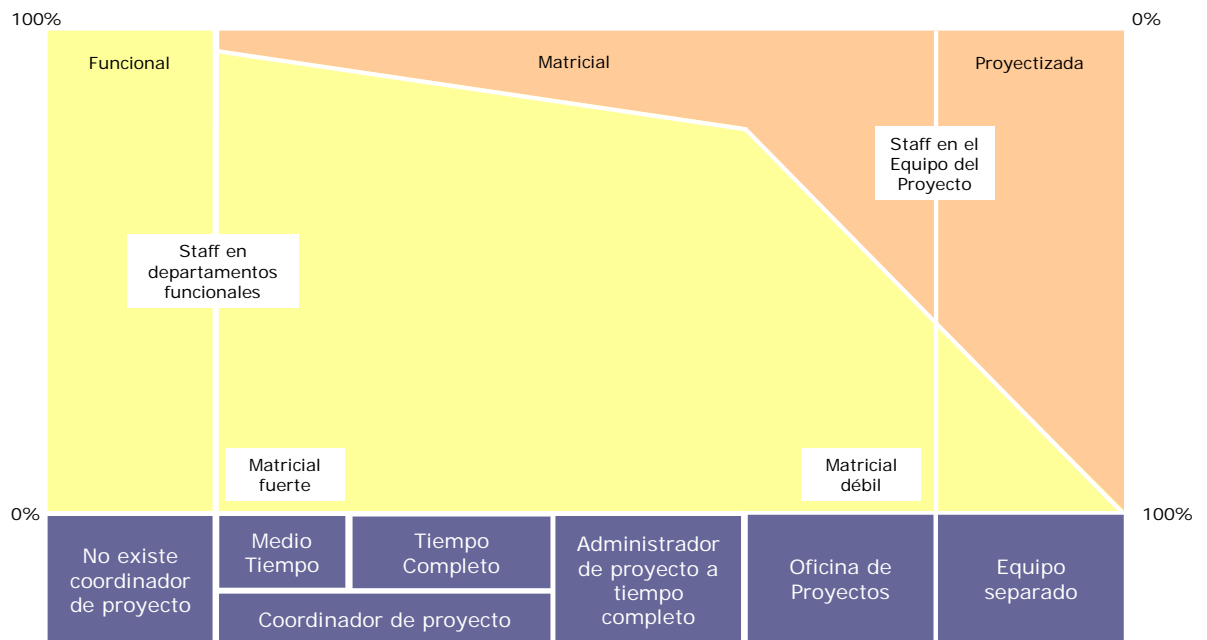 100%
0%
Funcional
Matricial
Proyectizada
Staff en el
Equipo del
Proyecto
Staff en
departamentos
funcionales
Matricial
fuerte
Matricial
débil
0%
100%
No existe
coordinador
de proyecto
Medio
Tiempo
Tiempo
Completo
Coordinador de proyecto
Administrador
de proyecto a
tiempo
completo
Oficina de
Proyectos
Equipo
separado